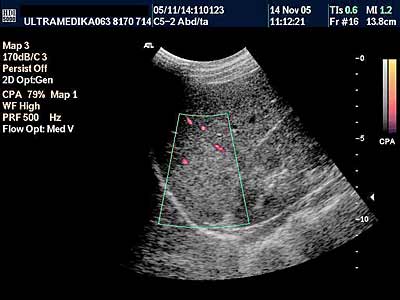 ULTRAMEDIKA063 8170 714
05/11/14:110123
C5-2 Abd/ta
14 Nov 05
11:12:21
TIs 0.6 MI 1.2
Fr #16 13.8cm
Map 3
170dB/C 3
Persist Off
2D Opt:Gen
CPA 79% Map 1
WF High
PRF 500 Hz
Flow Opt: Med V
ATL
0
-5
-10
CPA